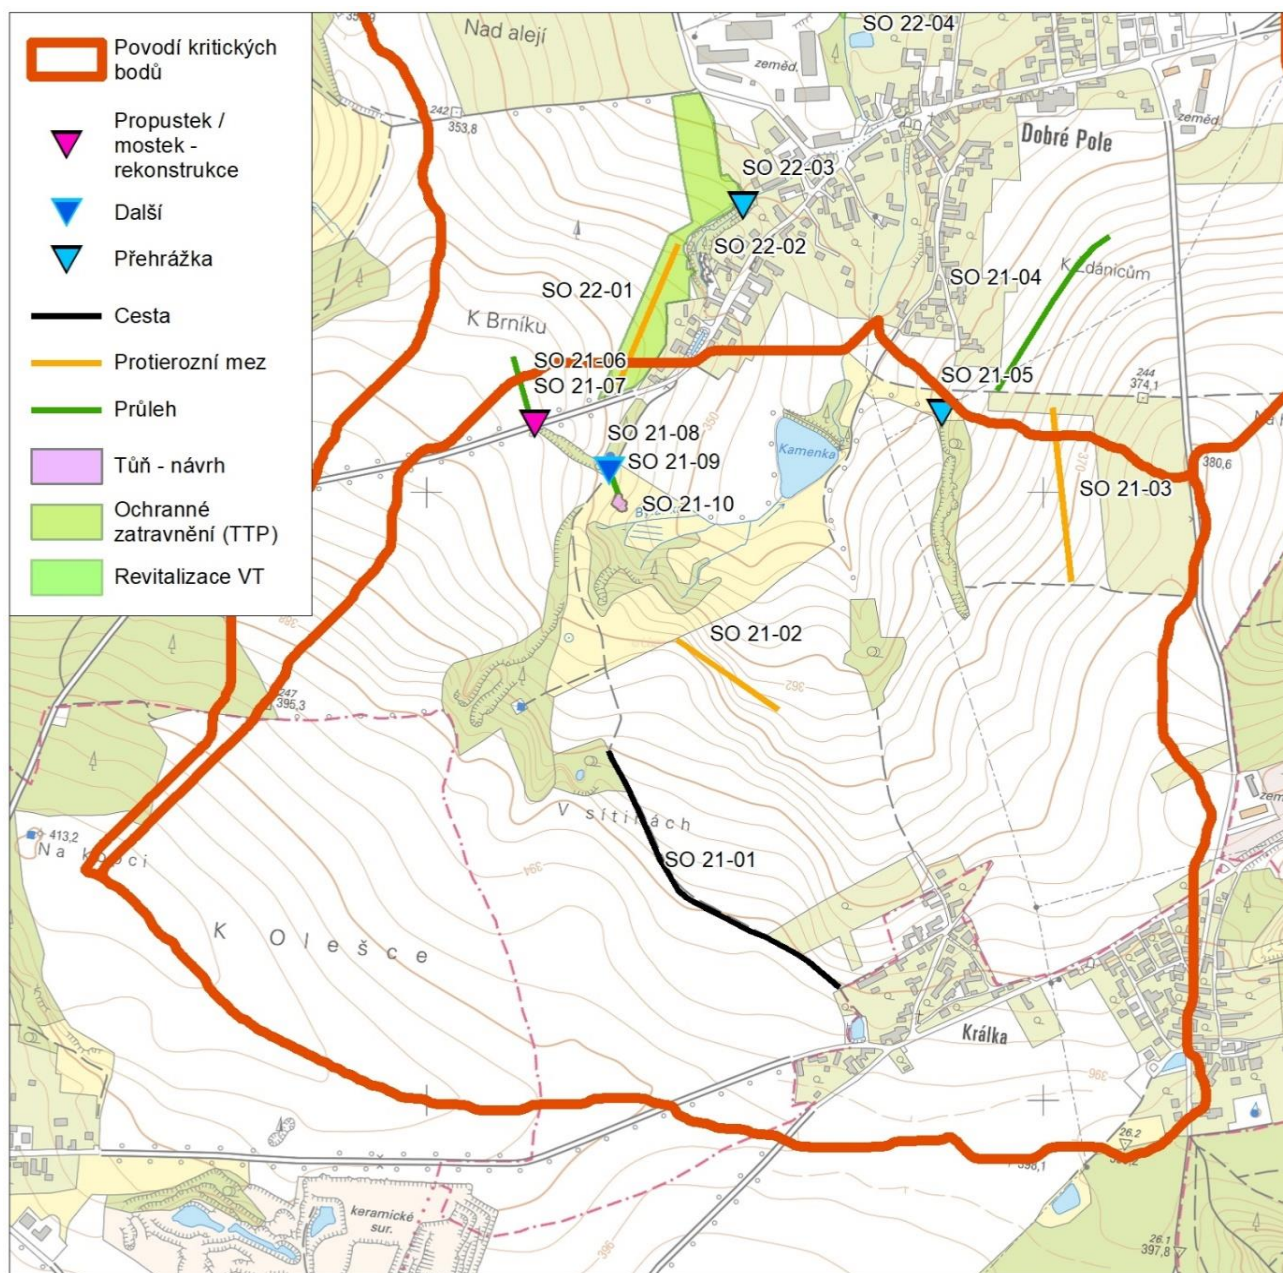 Povodí kritických
bodů
Propustek /
mostek -
rekonstrukce
Další
Přehrážka
Cesta
Protierozní mez
Průleh
Tůň - návrh
Ochranné
zatravnění (TTP)
Revitalizace VT
Nad alejí
SO 22-04
zeměd.
242
353,8
zeměd.
Dobré Pole
SO 22-03
SO 22-02
SO 21-04
SO 22-01
K Brníku
SO 21-06
SO 21-07
SO 21-05
244
374,1
350
SO 21-08
Kamenka
SO 21-09
370
380,6
SO 21-03
SO 21-10
388
SO 21-02
362
247
395,3
413,2
V sítinách
SO 21-01
394
K Olešce
Králka
396
26.2
398,1
keramické
sur.
396
26.1
397,8